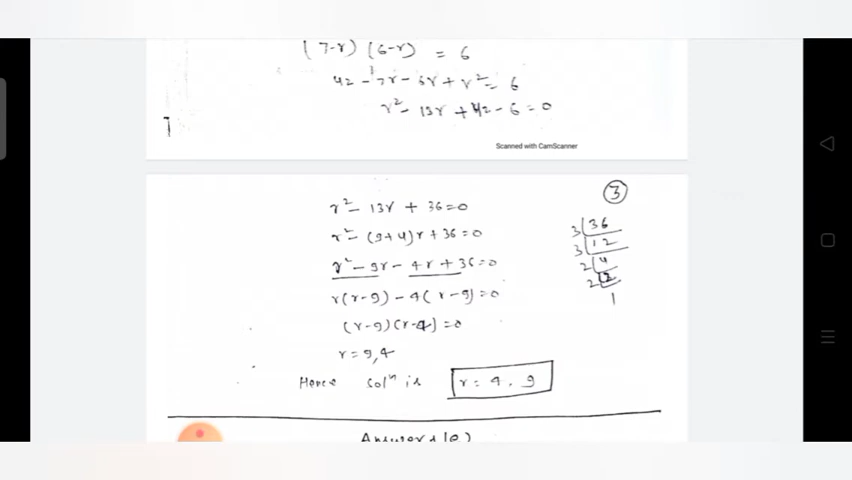 (7-r) (6-r) = 6
42 - 7r - 6r + r² = 6
r² - 13r + 42 - 6 = 0
Scanned with CamScanner
3
r² - 13r + 36 = 0
r² - (9+4)r + 36 = 0
r² - 9r - 4r + 36 = 0
r(r-9) - 4(r-9) = 0
(r-9)(r-4) = 0
r = 9,4
Hence solⁿ is r = 4, 9
3 | 36
3 | 12
2 | 4
2 | 2
1